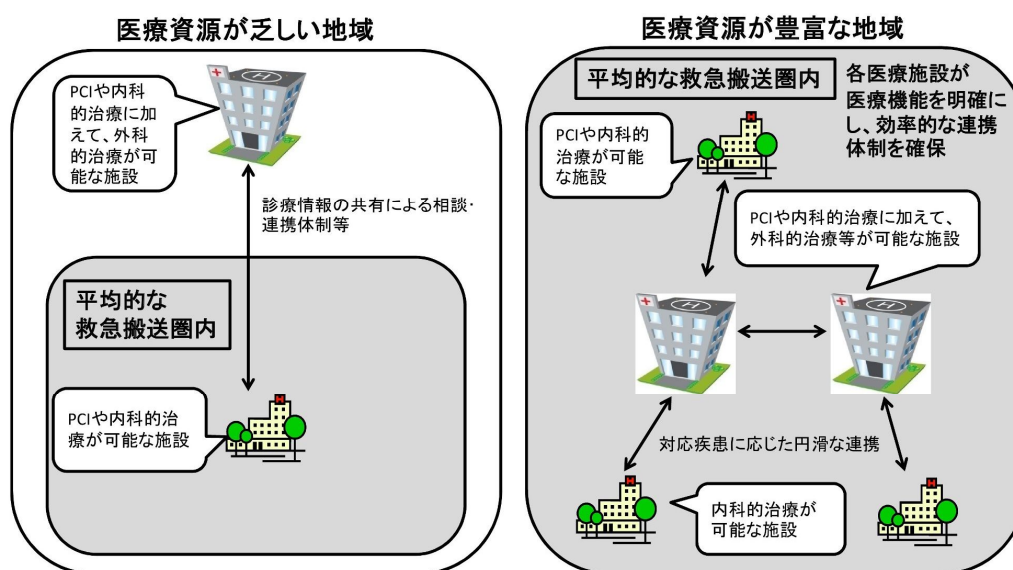 医療資源が乏しい地域
PCIや内科
的治療に加
えて、外科
的治療が可
能な施設
診療情報の共有による相談・
連携体制等
平均的な
救急搬送圏内
PCIや内科的治
療が可能な施設
医療資源が豊富な地域
平均的な救急搬送圏内
各医療施設が
医療機能を明確に
し、効率的な連携
体制を確保
PCIや内科的
治療が可能
な施設
PCIや内科的治療に加えて、
外科的治療等が可能な施設
対応疾患に応じた円滑な連携
内科的治療が
可能な施設